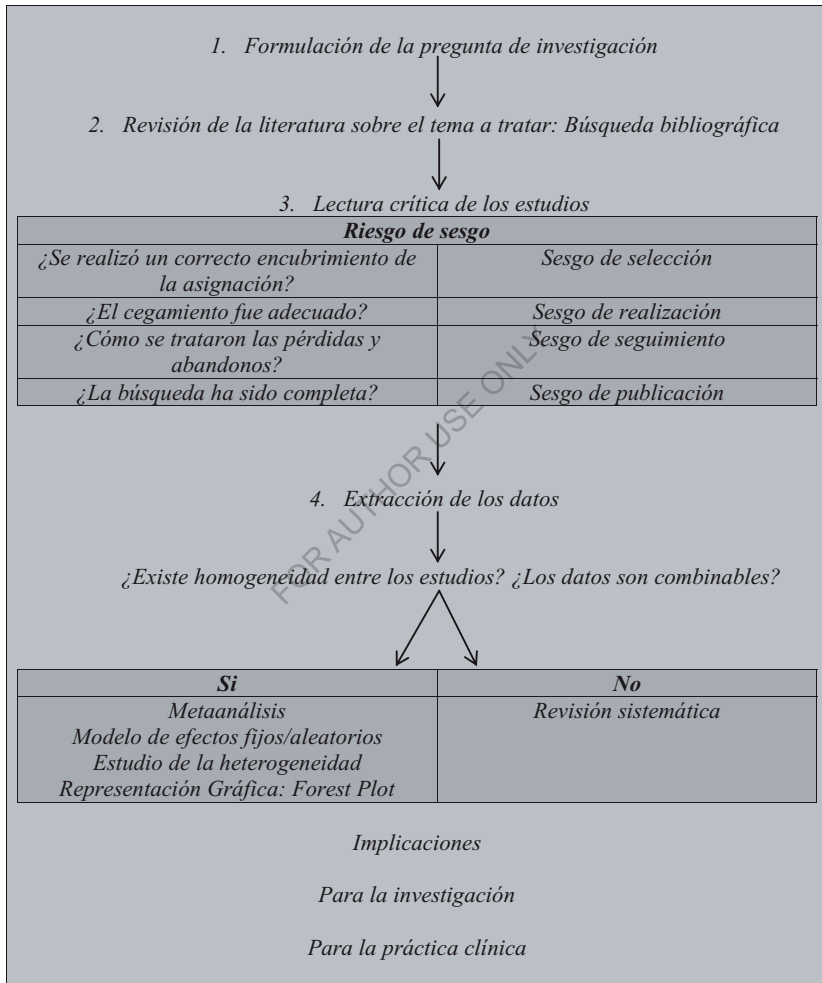 1. Formulación de la pregunta de investigación
2. Revisión de la literatura sobre el tema a tratar: Búsqueda bibliográfica
3. Lectura crítica de los estudios
Riesgo de sesgo
¿Se realizó un correcto encubrimiento de
la asignación?
Sesgo de selección
¿El cegamiento fue adecuado?
Sesgo de realización
¿Cómo se trataron las pérdidas y
abandonos?
Sesgo de seguimiento
¿La búsqueda ha sido completa?
Sesgo de publicación
4. Extracción de los datos
¿Existe homogeneidad entre los estudios? ¿Los datos son combinables?
Si
No
Metaanálisis
Modelo de efectos fijos/aleatorios
Estudio de la heterogeneidad
Representación Gráfica: Forest Plot
Revisión sistemática
Implicaciones
Para la investigación
Para la práctica clínica
FOR AUTHOR USE ONLY